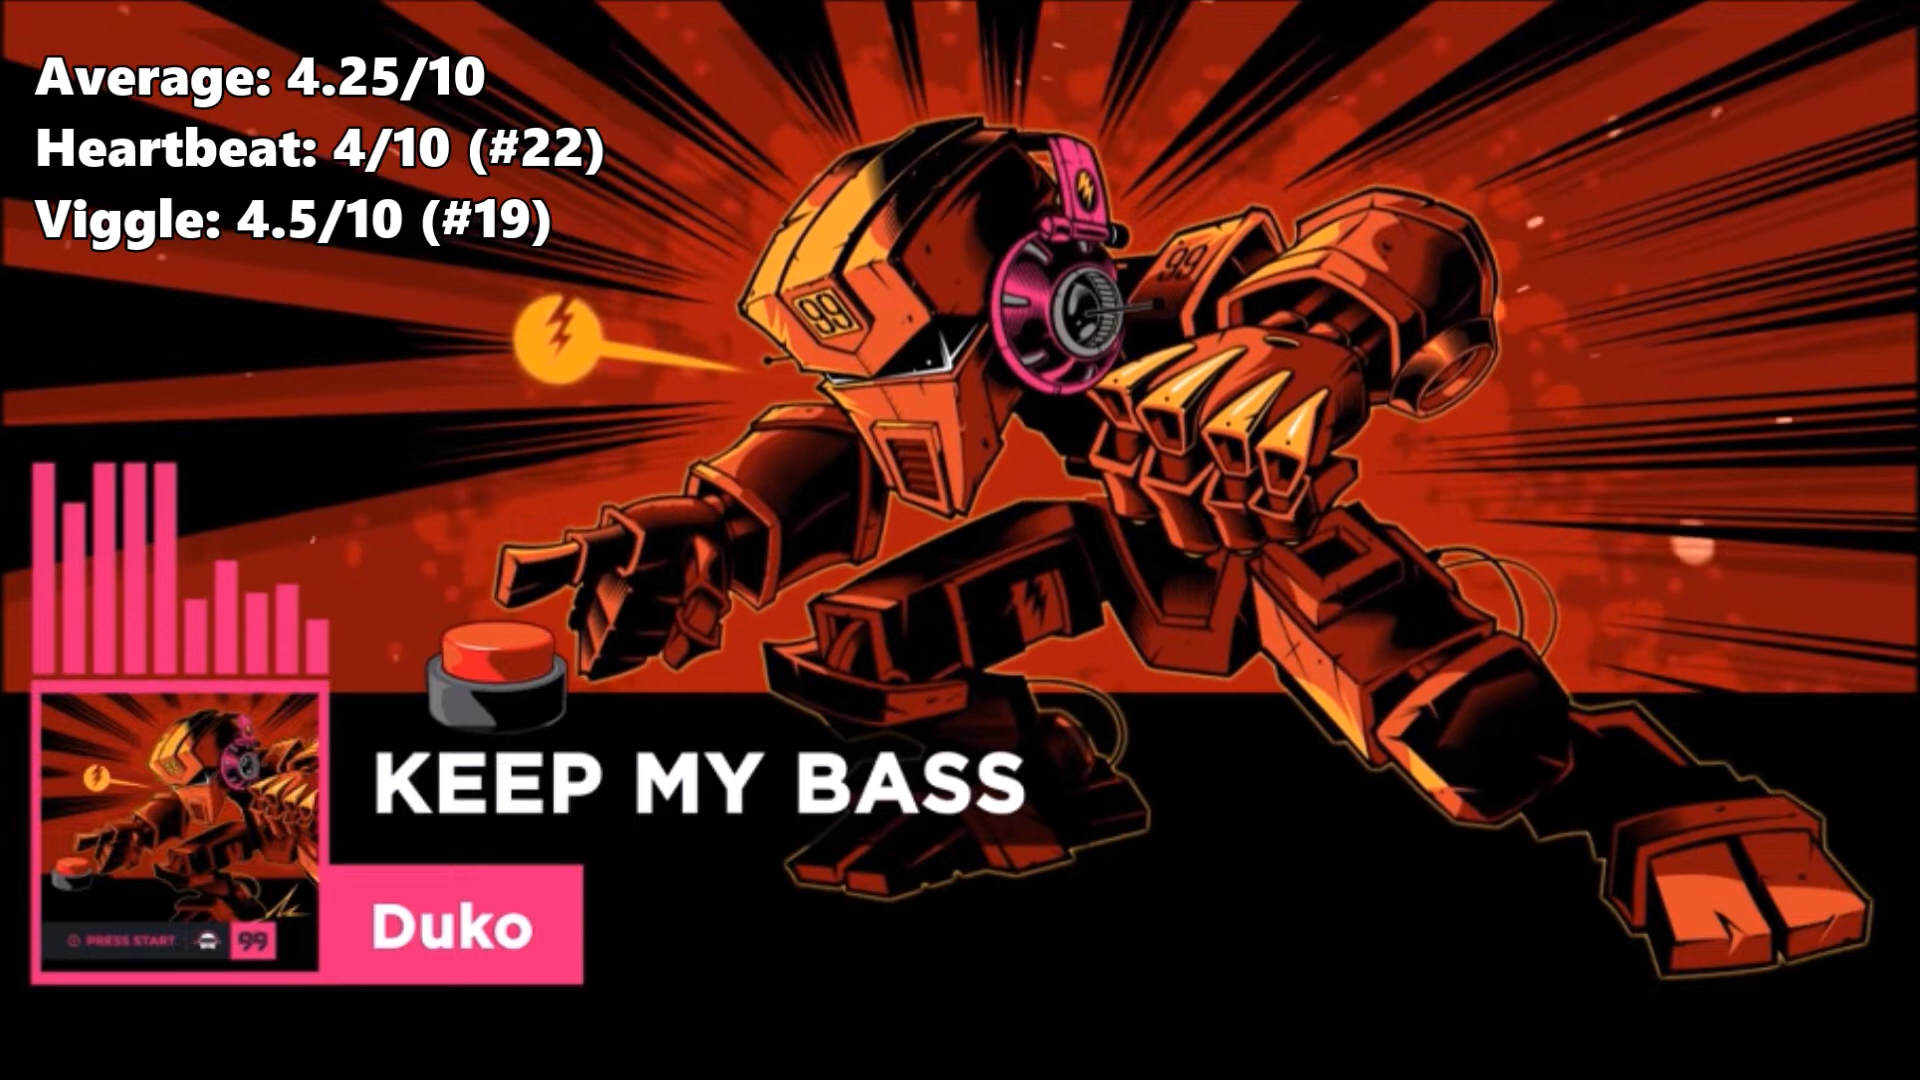 Average: 4.25/10
Heartbeat: 4/10 (#22)
Viggle: 4.5/10 (#19)
99
99
KEEP MY BASS
Duko
PRESS START
99